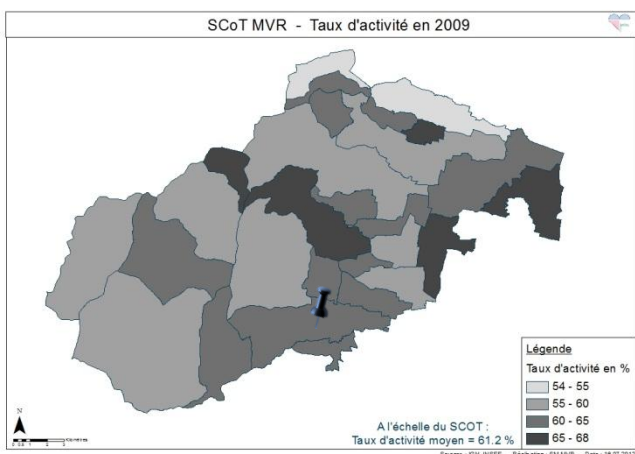 SCoT MVR - Taux d'activité en 2009
Légende
Taux d'activité en %
54 - 55
55 - 60
60 - 65
65 - 68
N
Kilomètres
A l'échelle du SCOT :
Taux d'activité moyen = 61.2 %